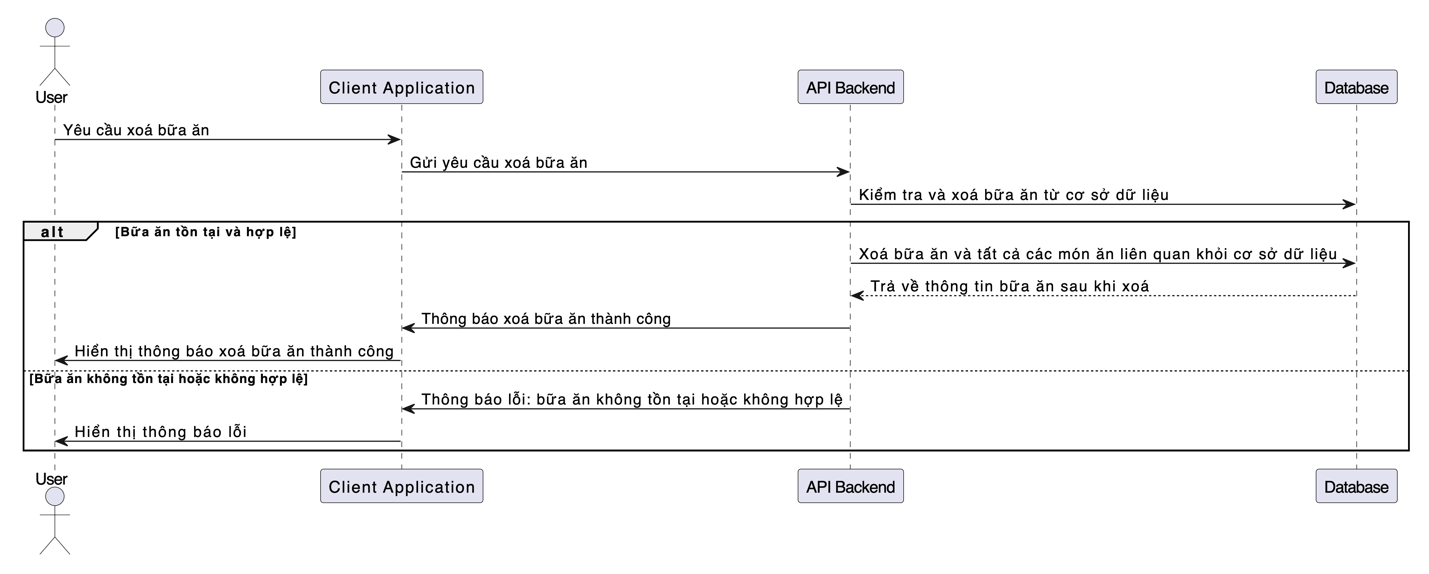 User
Client Application
API Backend
Database
Yêu cầu xoá bữa ăn
Gửi yêu cầu xoá bữa ăn
Kiểm tra và xoá bữa ăn từ cơ sở dữ liệu
alt [Bữa ăn tồn tại và hợp lệ]
Xoá bữa ăn và tất cả các món ăn liên quan khỏi cơ sở dữ liệu
Trả về thông tin bữa ăn sau khi xoá
Thông báo xoá bữa ăn thành công
Hiển thị thông báo xoá bữa ăn thành công
[Bữa ăn không tồn tại hoặc không hợp lệ]
Thông báo lỗi: bữa ăn không tồn tại hoặc không hợp lệ
Hiển thị thông báo lỗi
User
Client Application
API Backend
Database